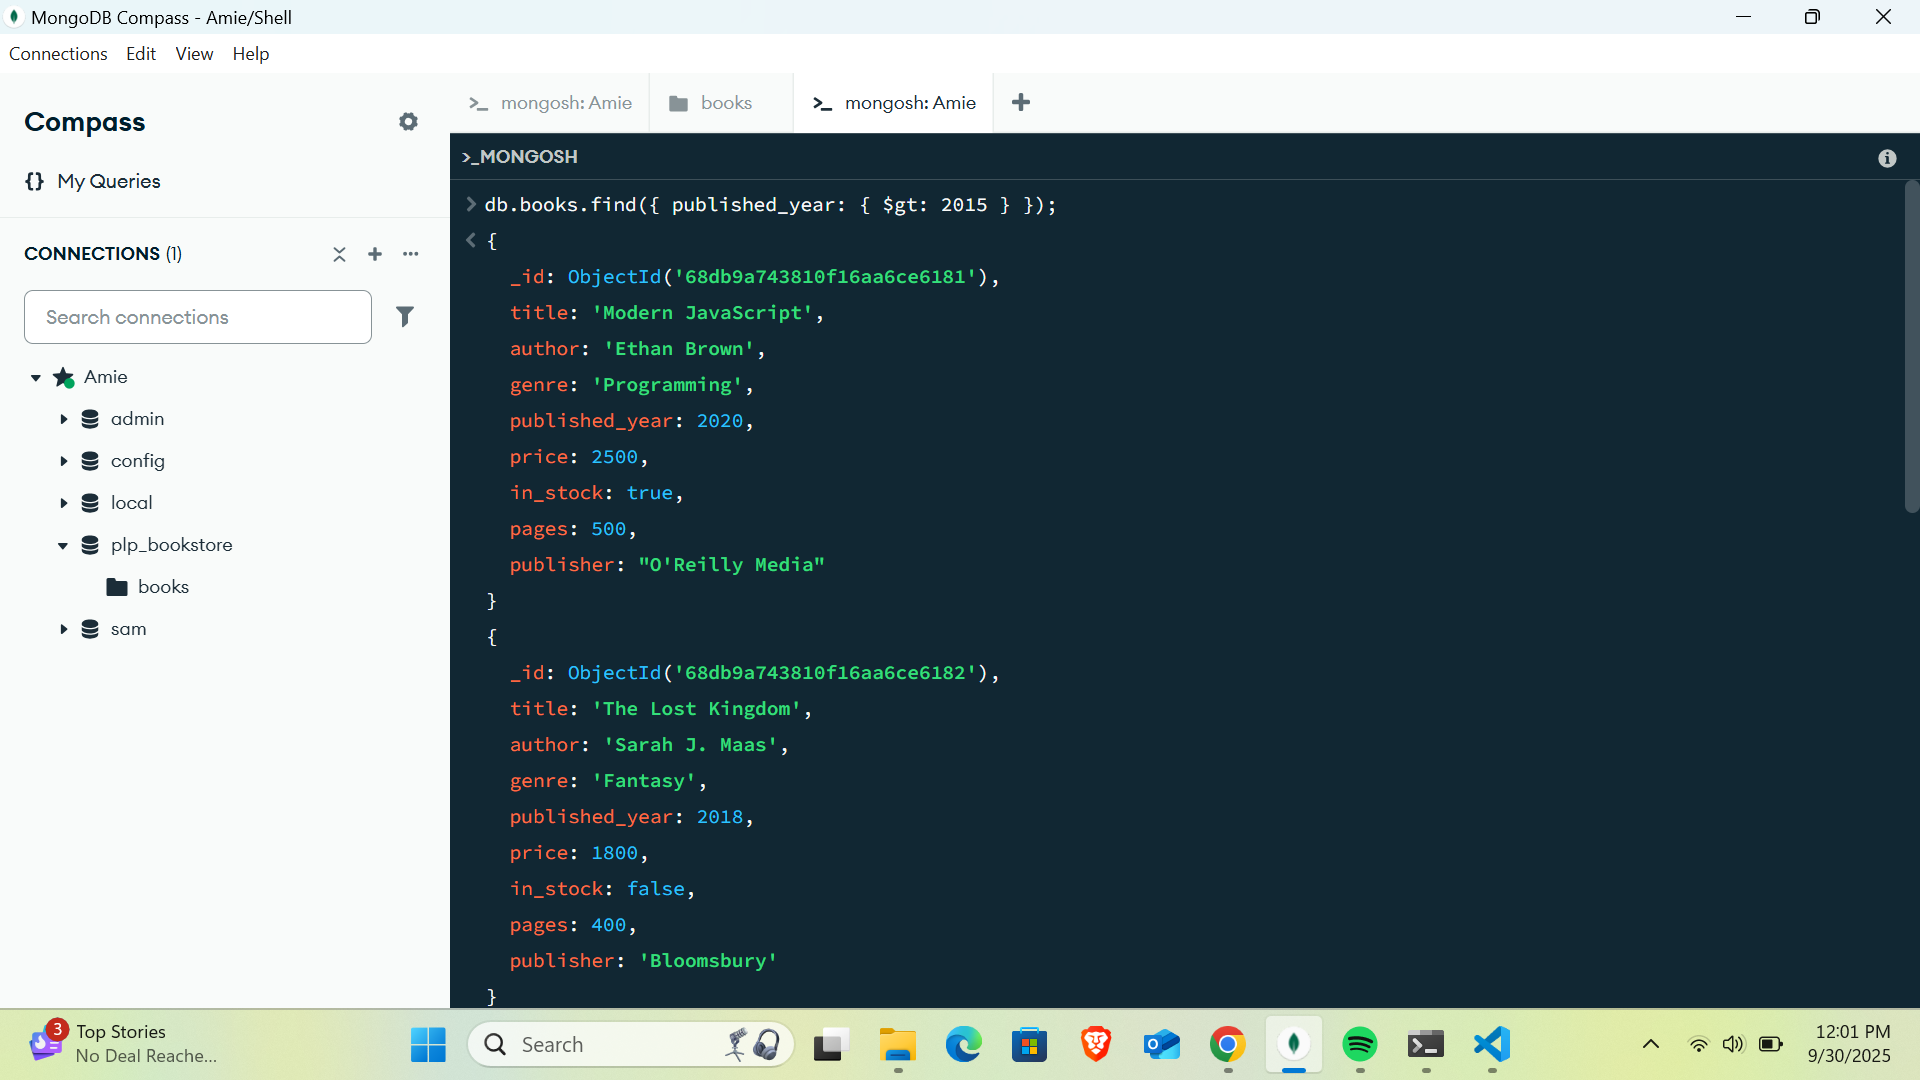 MongoDB Compass - Amie/Shell
Connections Edit View Help
Compass
{} My Queries
CONNECTIONS (1)
Search connections
Amie
admin
config
local
plp_bookstore
books
sam
>_ mongosh: Amie
books
>_ mongosh: Amie
>_MONGOSH
> db.books.find({ published_year: { $gt: 2015 } });
< {
_id: ObjectId('68db9a743810f16aa6ce6181'),
title: 'Modern JavaScript',
author: 'Ethan Brown',
genre: 'Programming',
published_year: 2020,
price: 2500,
in_stock: true,
pages: 500,
publisher: "O'Reilly Media"
}
{
_id: ObjectId('68db9a743810f16aa6ce6182'),
title: 'The Lost Kingdom',
author: 'Sarah J. Maas',
genre: 'Fantasy',
published_year: 2018,
price: 1800,
in_stock: false,
pages: 400,
publisher: 'Bloomsbury'
}
3
Top Stories
No Deal Reache...
Search
12:01 PM
9/30/2025